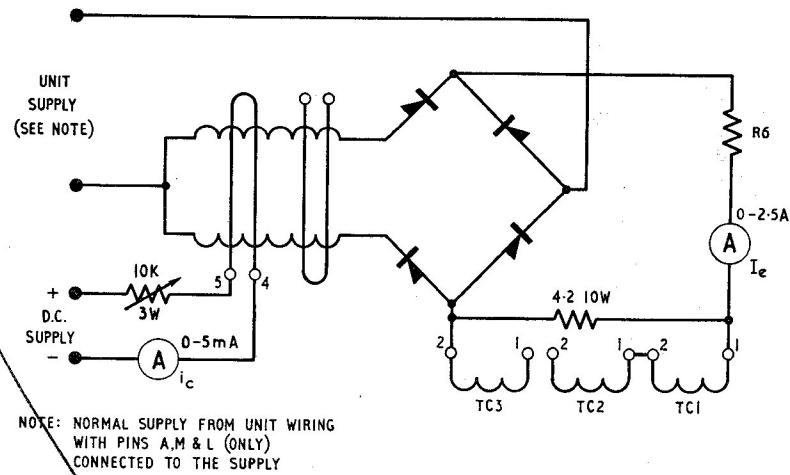 UNIT
SUPPLY
(SEE NOTE)
R6
0-2·5A
A
Ie
10K
3W
5
4
+
D.C.
SUPPLY
-
0-5mA
A
ic
4·2 10W
2
1
2
1
2
1
TC3
TC2
TC1
NOTE: NORMAL SUPPLY FROM UNIT WIRING
WITH PINS A,M & L (ONLY)
CONNECTED TO THE SUPPLY